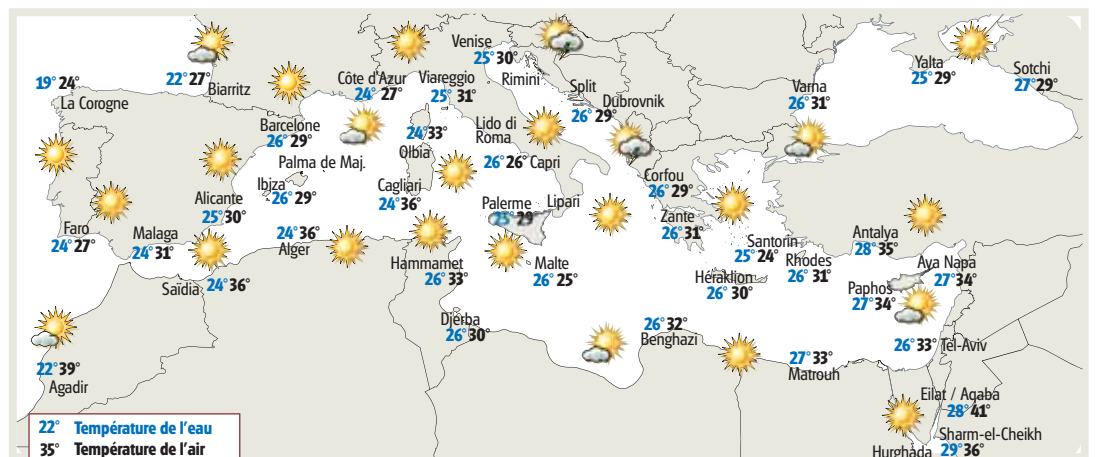 Venise
25° 30°
Rimini
19° 24°
La Corogne
22° 27°
Biarritz
Côte d'Azur
24° 27°
Viareggio
25° 31°
Split
26° 29°
Dubrovnik
Varna
26° 31°
Yalta
25° 29°
Sotchi
27° 29°
Barcelone
26° 29°
Palma de Maj.
24° 33°
Olbia
Lido di
Roma
26° 26° Capri
Ibiza
26° 29°
Cagliari
24° 36°
Corfou
26° 29°
Alicante
25° 30°
Palerme
25° 29°
Lipari
Zante
26° 31°
Faro
24° 27°
Malaga
24° 31°
24° 36°
Alger
Santorin
25° 24°
Rhodes
26° 31°
Antalya
28° 35°
Saïdia
24° 36°
Hammamet
26° 33°
Malte
26° 25°
Héraklion
26° 30°
Aya Napa
27° 34°
Paphos
27° 34°
Djerba
26° 30°
26° 32°
Benghazi
26° 33° Tel-Aviv
27° 33°
Matrouh
22° 39°
Agadir
Eilat / Aqaba
28° 41°
Sharm-el-Cheikh
29° 36°
Hurghada
22° Température de l'eau
35° Température de l'air